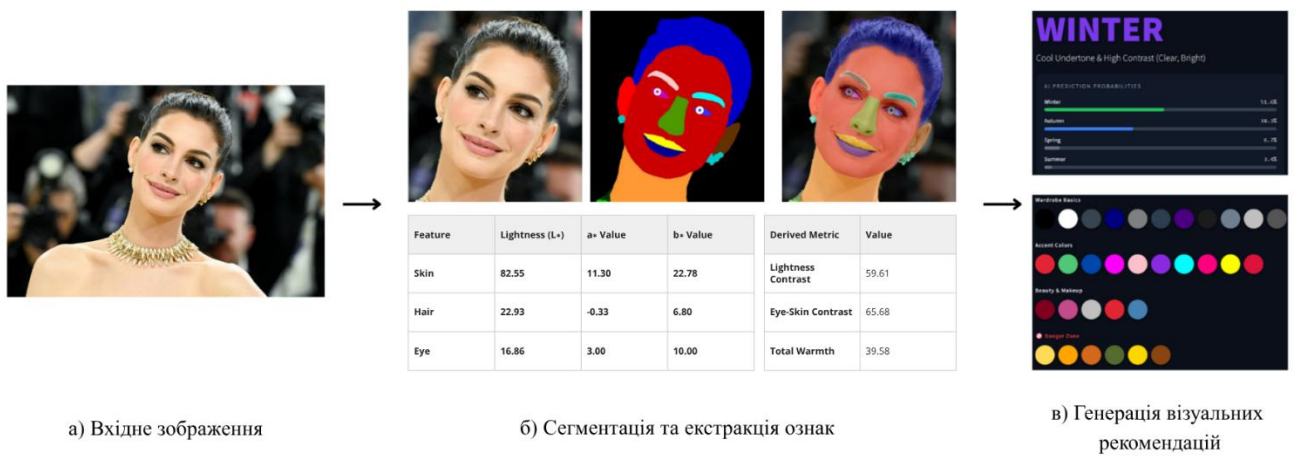 WINTER
Cool Undertone & High Contrast (Clear, Bright)
AI PREDICTION PROBABILITIES
Winter
Autumn
Spring
Summer
Wardrobe Basics
Accent Colors
Beauty & Makeup
Danger Zone
Feature Lightness (L*) a* Value b* Value
Skin 82.55 11.30 22.78
Hair 22.93 -0.33 6.80
Eye 16.86 3.00 10.00
Derived Metric Value
Lightness
Contrast 59.61
Eye-Skin Contrast 65.68
Total Warmth 39.58
а) Вхідне зображення
б) Сегментація та екстракція ознак
в) Генерація візуальних
рекомендацій